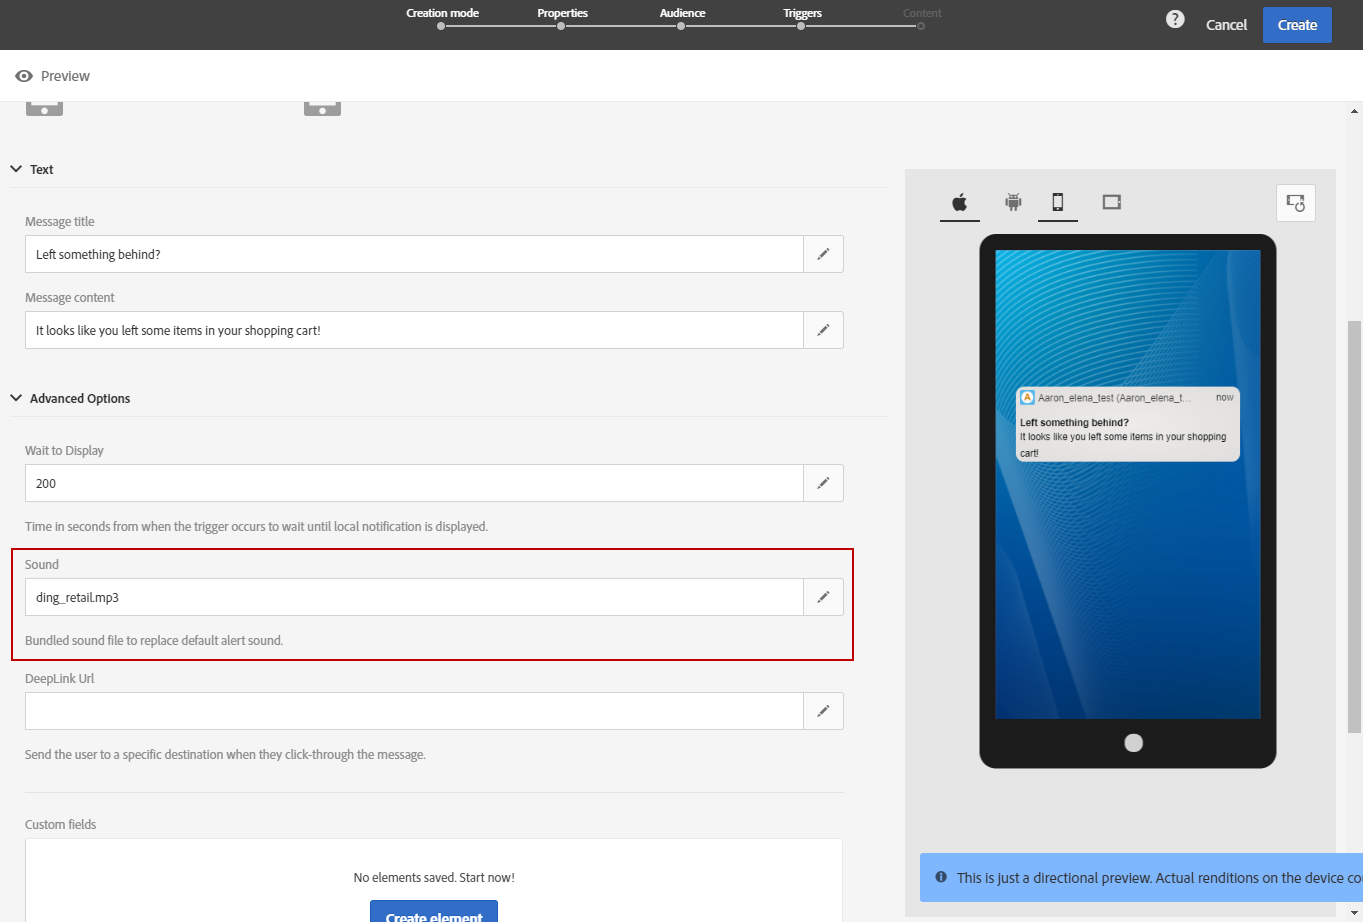 Creation mode
Properties
Audience
Triggers
Content
?
Cancel
Create
Preview
Text
Message title
Left something behind?
Message content
It looks like you left some items in your shopping cart!
Advanced Options
Wait to Display
200
Time in seconds from when the trigger occurs to wait until local notification is displayed.
Sound
ding_retail.mp3
Bundled sound file to replace default alert sound.
DeepLink Url
Send the user to a specific destination when they click-through the message.
Custom fields
No elements saved. Start now!
Create element
A Aaron_elena_test (Aaron_elena_t... now
Left something behind?
It looks like you left some items in your shopping
cart!
This is just a directional preview. Actual renditions on the device co